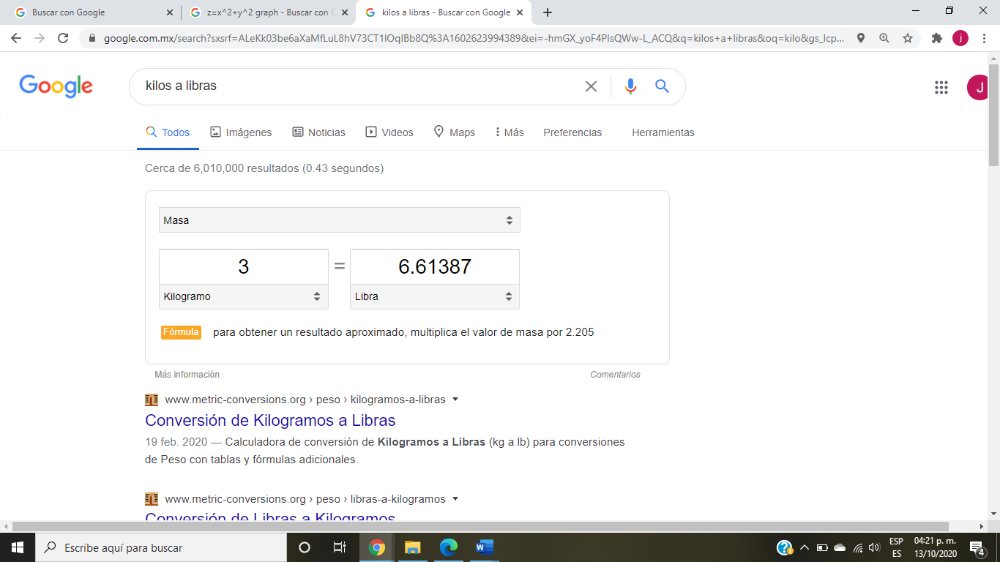 Buscar con Google
z=x^2+y^2 graph - Buscar con G
kilos a libras - Buscar con Google
google.com.mx/search?sxsrf=ALeKk03be6aXaMfLuL8hV73CT1lOqIBb8Q%3A1602623994389&ei=-hmGX_yoF4PlsQWw-L_ACQ&q=kilos+a+libras&oq=kilo&gs_lcp...
j
Google
kilos a libras
J
Todos
Imágenes
Noticias
Videos
Maps
Más
Preferencias
Herramientas
Cerca de 6,010,000 resultados (0.43 segundos)
Masa
3 = 6.61387
Kilogramo
Libra
Fórmula para obtener un resultado aproximado, multiplica el valor de masa por 2.205
Más información
Comentarios
www.metric-conversions.org › peso › kilogramos-a-libras
Conversión de Kilogramos a Libras
19 feb. 2020 — Calculadora de conversión de Kilogramos a Libras (kg a lb) para conversiones
de Peso con tablas y fórmulas adicionales.
www.metric-conversions.org › peso › libras-a-kilogramos
Conversión de Libras a Kilogramos
Escribe aquí para buscar
ESP
ES
04:21 p. m.
13/10/2020
4